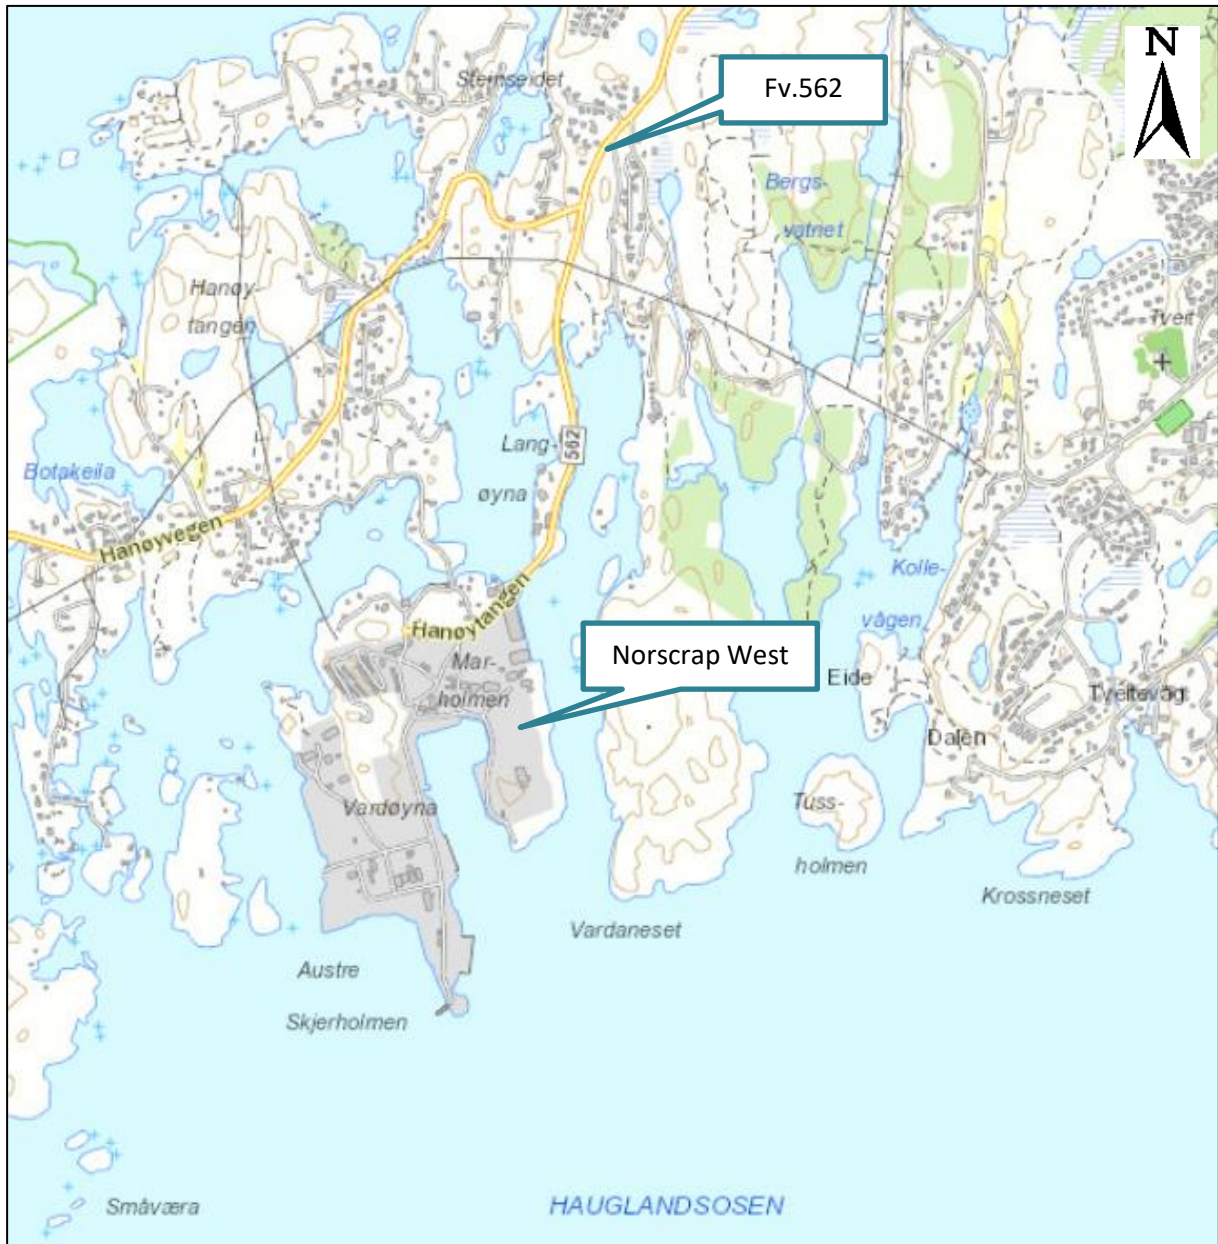 N
Fv.562
Steinseidet
Bergs-
vatnet
Hanøy-
tangen
Tveit
Lang-
øyna
562
Botakeila
Hanøyvegen
Kolle-
vågen
Hanøytangen
Mar-
holmen
Norscrap West
Eide
Tveitevåg
Dalen
Vardøyna
Tuss-
holmen
Krossneset
Vardaneset
Austre
Skjerholmen
Småværa
HAUGLANDSOSEN